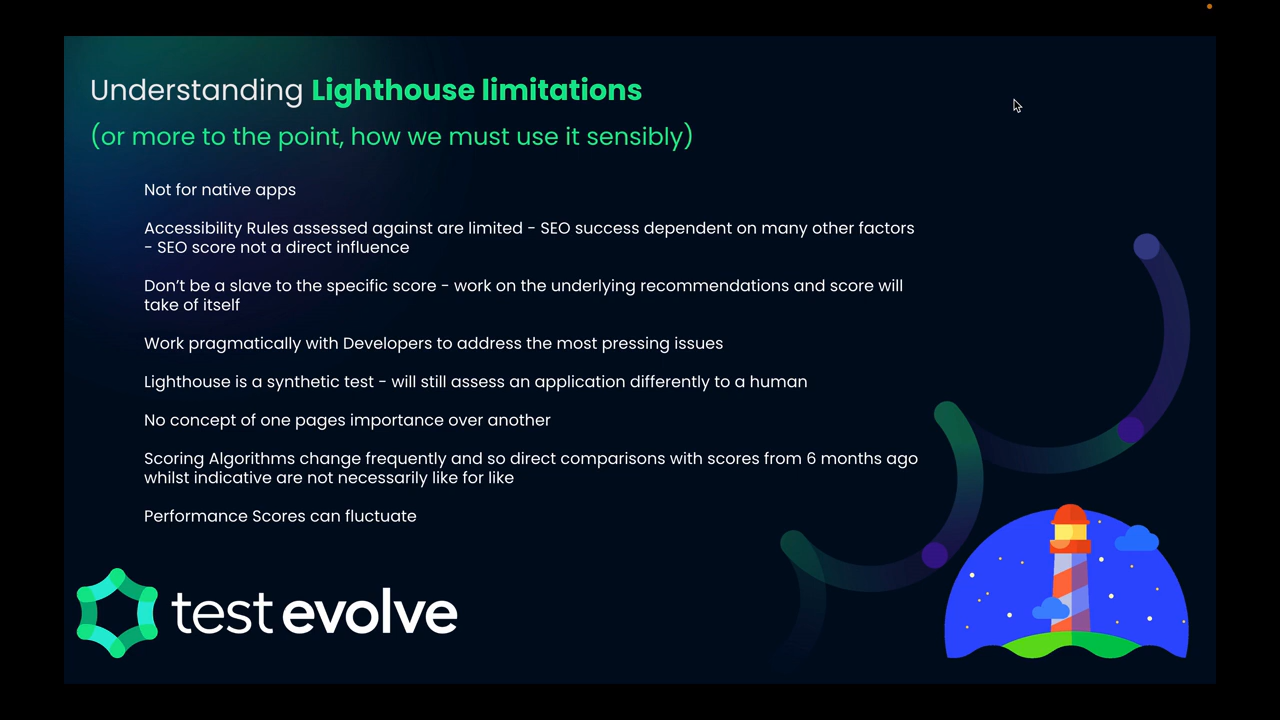 Understanding Lighthouse limitations
(or more to the point, how we must use it sensibly)
Not for native apps
Accessibility Rules assessed against are limited - SEO success dependent on many other factors
- SEO score not a direct influence
Don’t be a slave to the specific score - work on the underlying recommendations and score will
take of itself
Work pragmatically with Developers to address the most pressing issues
Lighthouse is a synthetic test - will still assess an application differently to a human
No concept of one pages importance over another
Scoring Algorithms change frequently and so direct comparisons with scores from 6 months ago
whilst indicative are not necessarily like for like
Performance Scores can fluctuate
test evolve